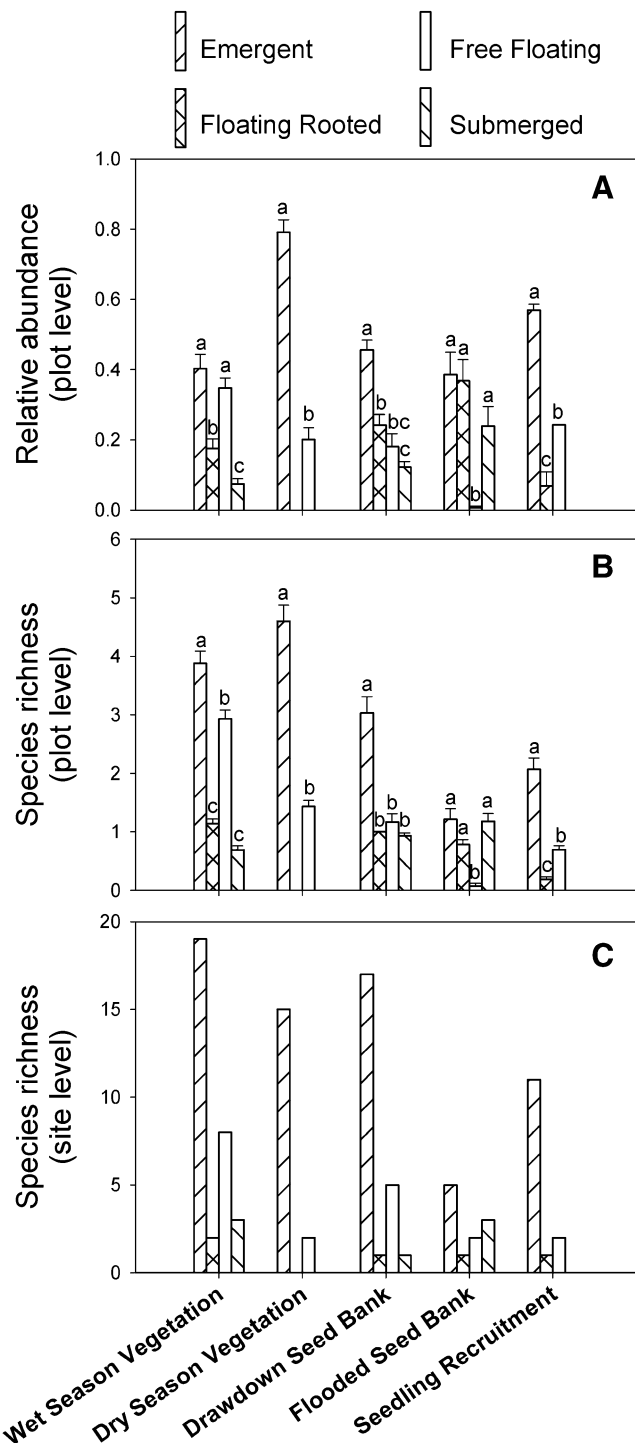 Emergent
Free Floating
Floating Rooted
Submerged
A
Relative abundance
(plot level)
1.0
0.8
0.6
0.4
0.2
0.0
a
b
a
c
a
b
a
b
bc
c
a
a
b
a
a
c
b
B
Species richness
(plot level)
6
5
4
3
2
1
0
a
c
b
c
a
b
a
b
b
b
a
a
b
a
a
c
b
C
Species richness
(site level)
20
15
10
5
0
Wet Season Vegetation
Dry Season Vegetation
Drawdown Seed Bank
Flooded Seed Bank
Seedling Recruitment